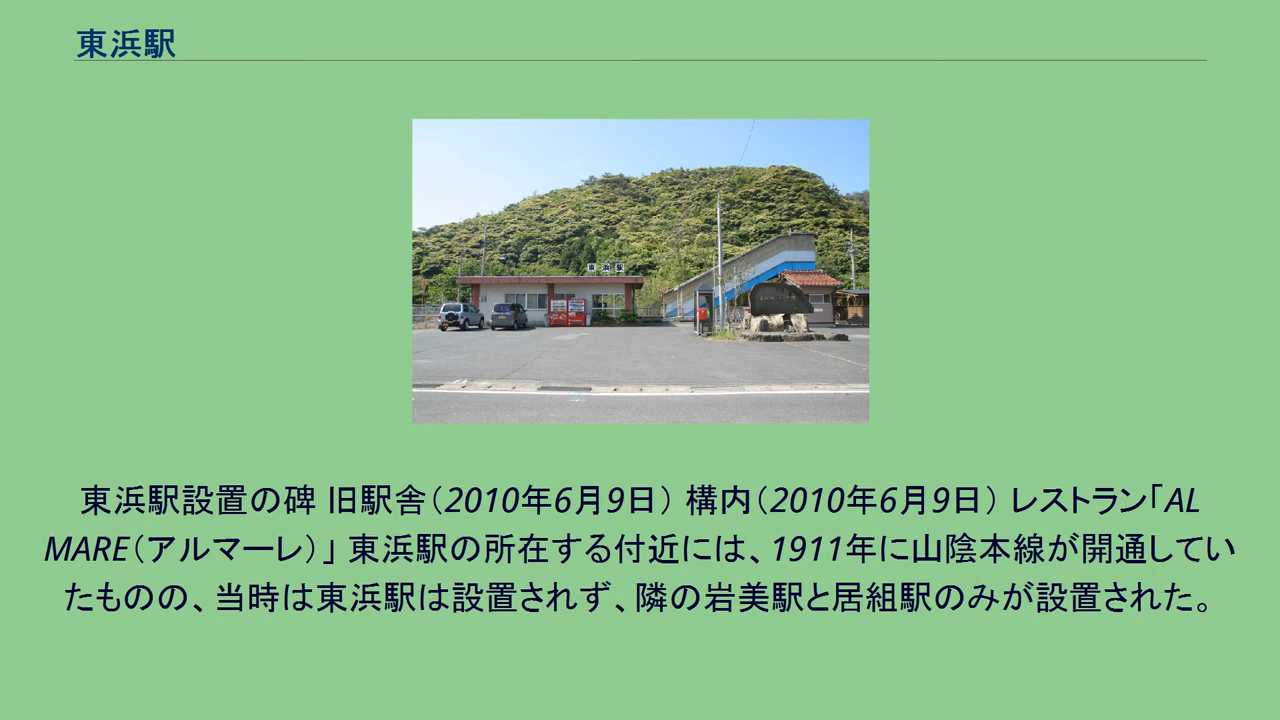 東浜駅
東浜駅
東浜駅設置の碑 旧駅舎（2010年6月9日） 構内（2010年6月9日） レストラン「AL
MARE（アルマーレ）」 東浜駅の所在する付近には、1911年に山陰本線が開通してい
たものの、当時は東浜駅は設置されず、隣の岩美駅と居組駅のみが設置された。